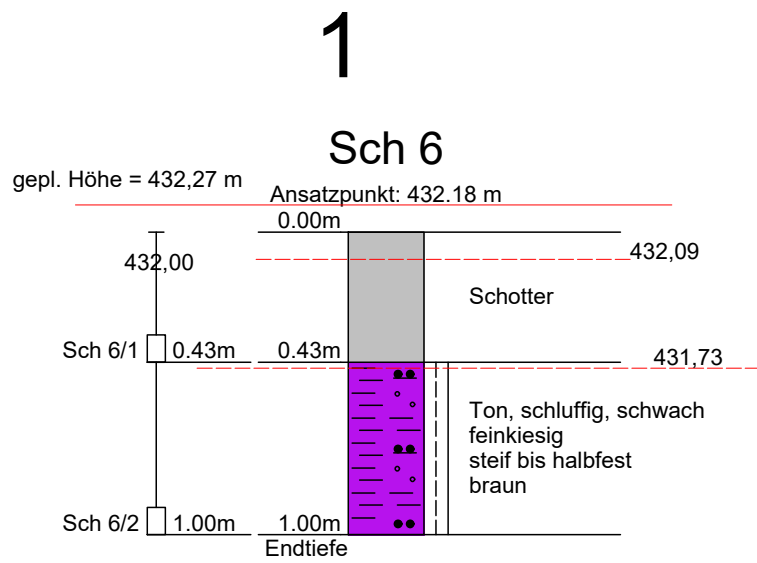 1
Sch 6
gepl. Höhe = 432,27 m
Ansatzpunkt: 432.18 m
0.00m
432,00
432,09
Schotter
Sch 6/1
0.43m
0.43m
431,73
Ton, schluffig, schwach
feinkiesig
steif bis halbfest
braun
Sch 6/2
1.00m
1.00m
Endtiefe